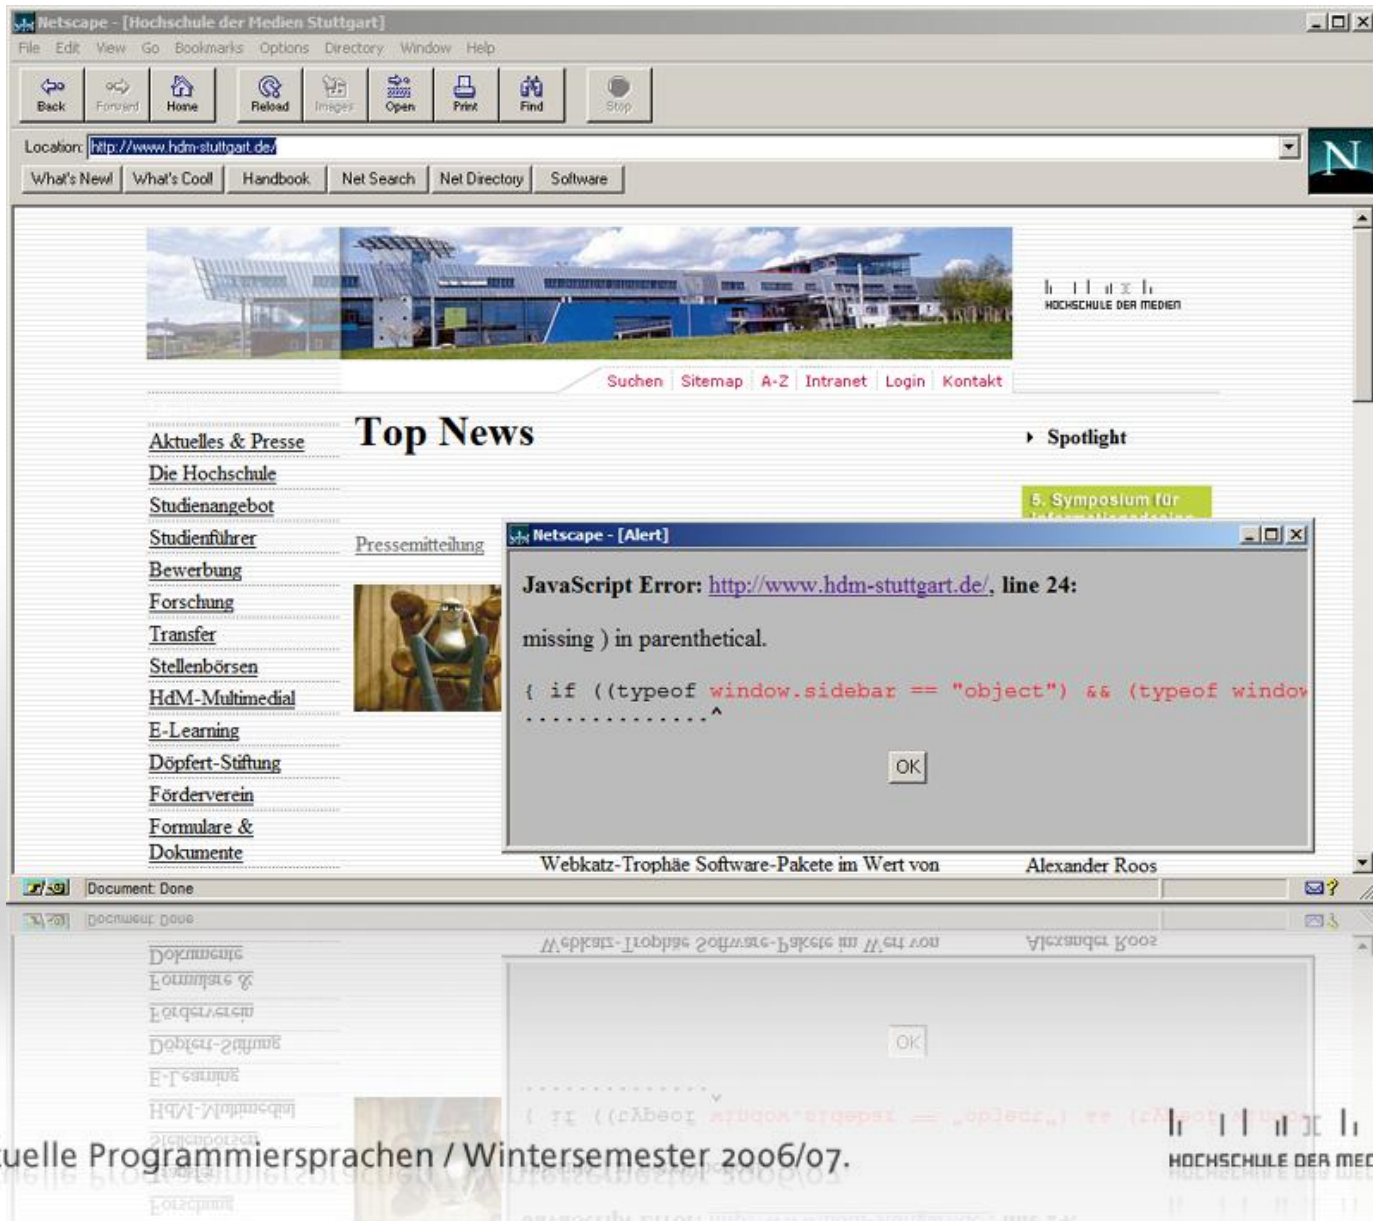 Netscape - [Hochschule der Medien Stuttgart]
File Edit View Go Bookmarks Options Directory Window Help
Back Forward Home Reload Images Open Print Find Stop
Location: http://www.hdm-stuttgart.de/
N
What's New! What's Cool! Handbook Net Search Net Directory Software
HOCHSCHULE DER MEDIEN
Suchen Sitemap A-Z Intranet Login Kontakt
Top News
Spotlight
Aktuelles & Presse
Die Hochschule
Studienangebot
Studienführer
Bewerbung
Forschung
Transfer
Stellenbörsen
HdM-Multimedial
E-Learning
Döpfert-Stiftung
Förderverein
Formulare &
Dokumente
Pressemitteilung
5. Symposium für
Informationsdesign
Netscape - [Alert]
JavaScript Error: http://www.hdm-stuttgart.de/, line 24:
missing ) in parenthetical.
{ if ((typeof window.sidebar == "object") && (typeof window
..............^
OK
Webkatz-Trophäe Software-Pakete im Wert von
Alexander Roos
Document: Done
uelle Programmiersprachen / Wintersemester 2006/07.
HOCHSCHULE DER MED